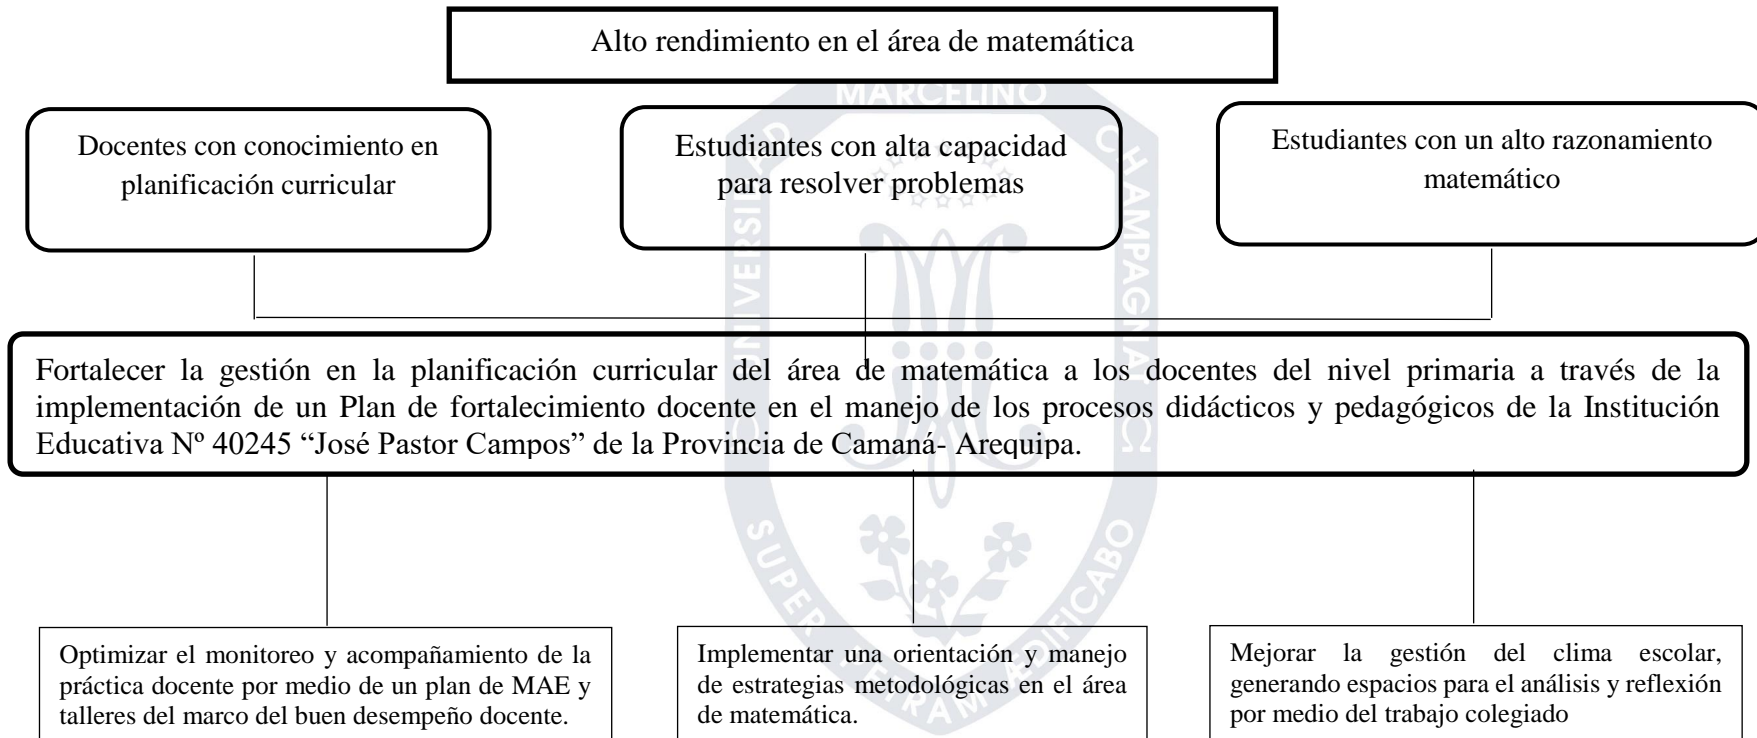 Alto rendimiento en el área de matemática
Docentes con conocimiento en
planificación curricular
Estudiantes con alta capacidad
para resolver problemas
Estudiantes con un alto razonamiento
matemático
Fortalecer la gestión en la planificación curricular del área de matemática a los docentes del nivel primaria a través de la
implementación de un Plan de fortalecimiento docente en el manejo de los procesos didácticos y pedagógicos de la Institución
Educativa Nº 40245 “José Pastor Campos” de la Provincia de Camaná- Arequipa.
Optimizar el monitoreo y acompañamiento de la
práctica docente por medio de un plan de MAE y
talleres del marco del buen desempeño docente.
Implementar una orientación y manejo
de estrategias metodológicas en el área
de matemática.
Mejorar la gestión del clima escolar,
generando espacios para el análisis y reflexión
por medio del trabajo colegiado
UNIVERSIDAD
MARCELINO
CHAMPAGNAT
SUPER